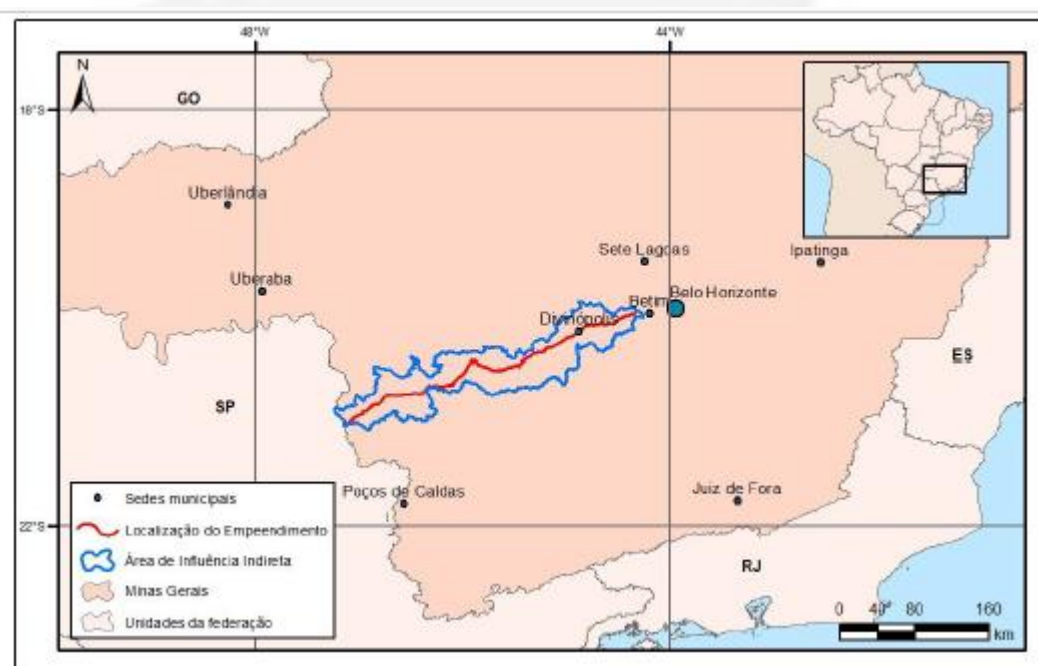 48°W
44°W
N
GO
18°S
Uberlândia
Sete Lagoas
Ipatinga
Uberaba
Betim
Belo Horizonte
Divinópolis
ES
SP
Poços de Caldas
Juiz de Fora
Sedes municipais
Localização do Empeendimento
22°S
Área de Influência Indireta
RJ
Minas Gerais
0 40 80 160
Unidades da federação
km